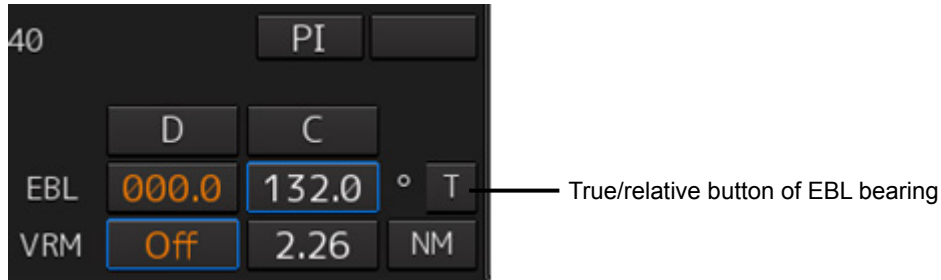 40 PI
D C
EBL 000.0 132.0 ° T True/relative button of EBL bearing
VRM Off 2.26 NM